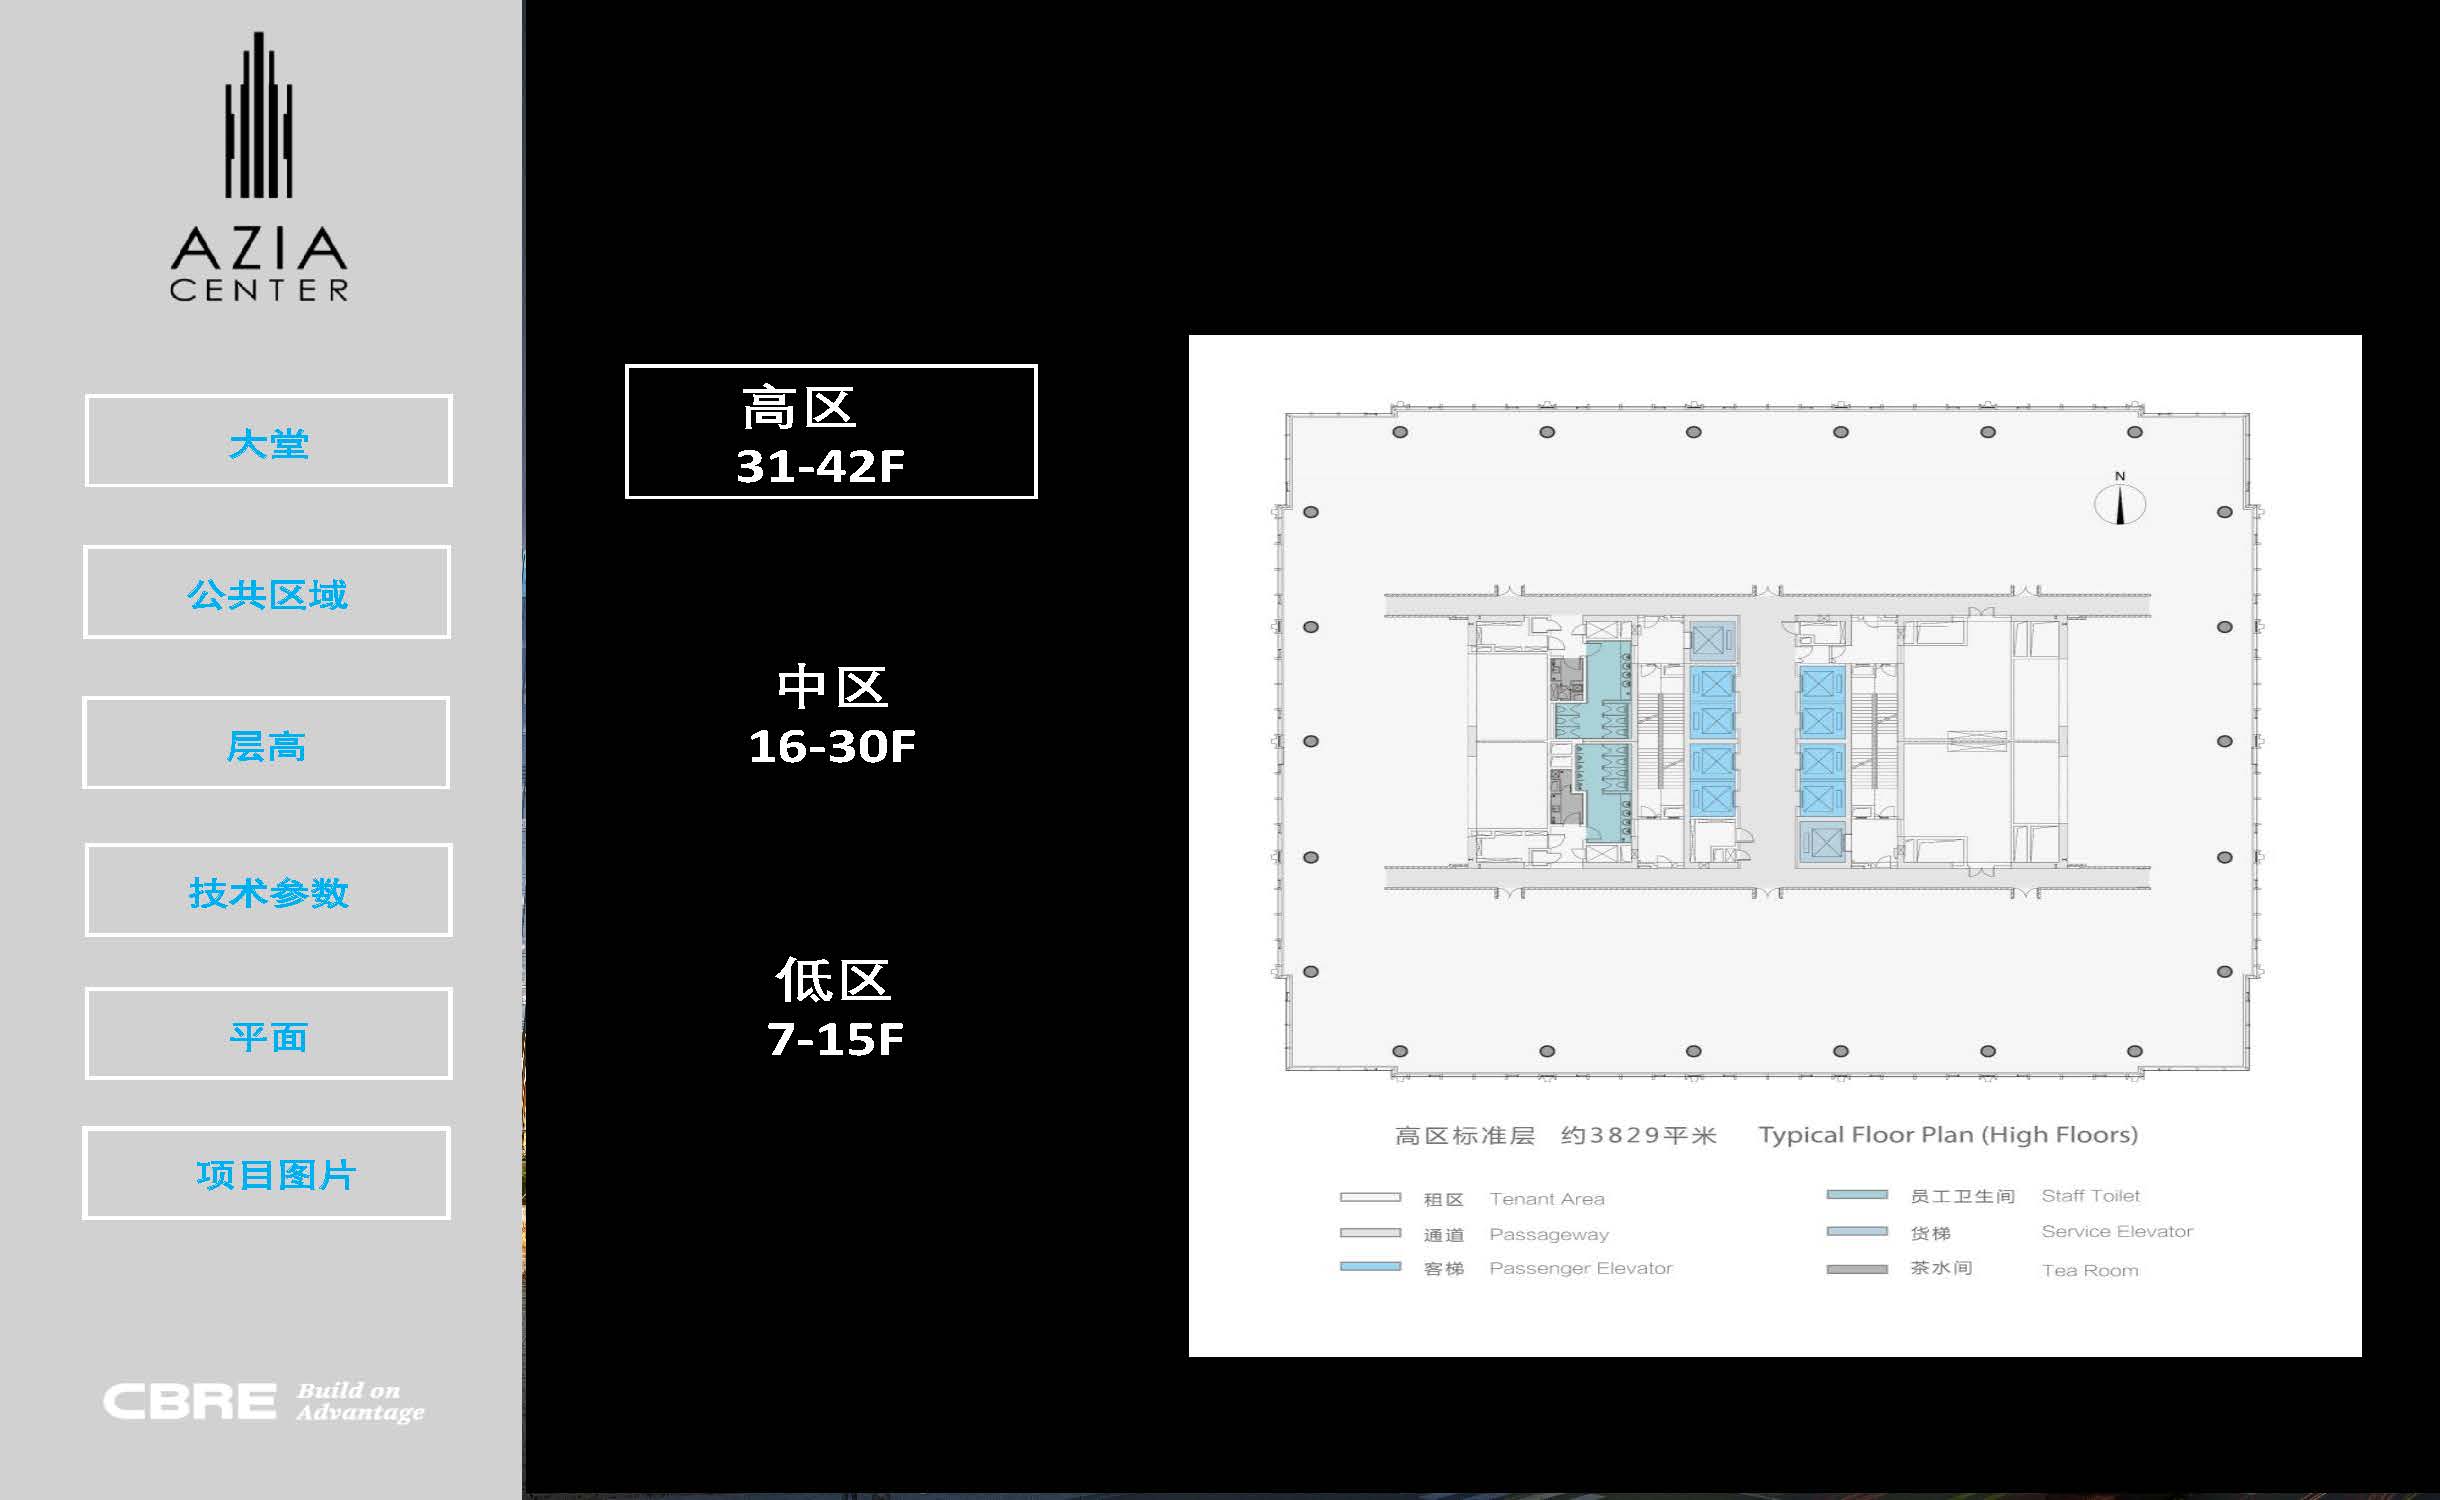 AZIA
CENTER
大堂
公共区域
层高
技术参数
平面
项目图片
CBRE Build on
Advantage
高区
31-42F
中区
16-30F
低区
7-15F
N
高区标准层 约3829平米 Typical Floor Plan (High Floors)
租区 Tenant Area
通道 Passageway
客梯 Passenger Elevator
员工卫生间 Staff Toilet
货梯 Service Elevator
茶水间 Tea Room